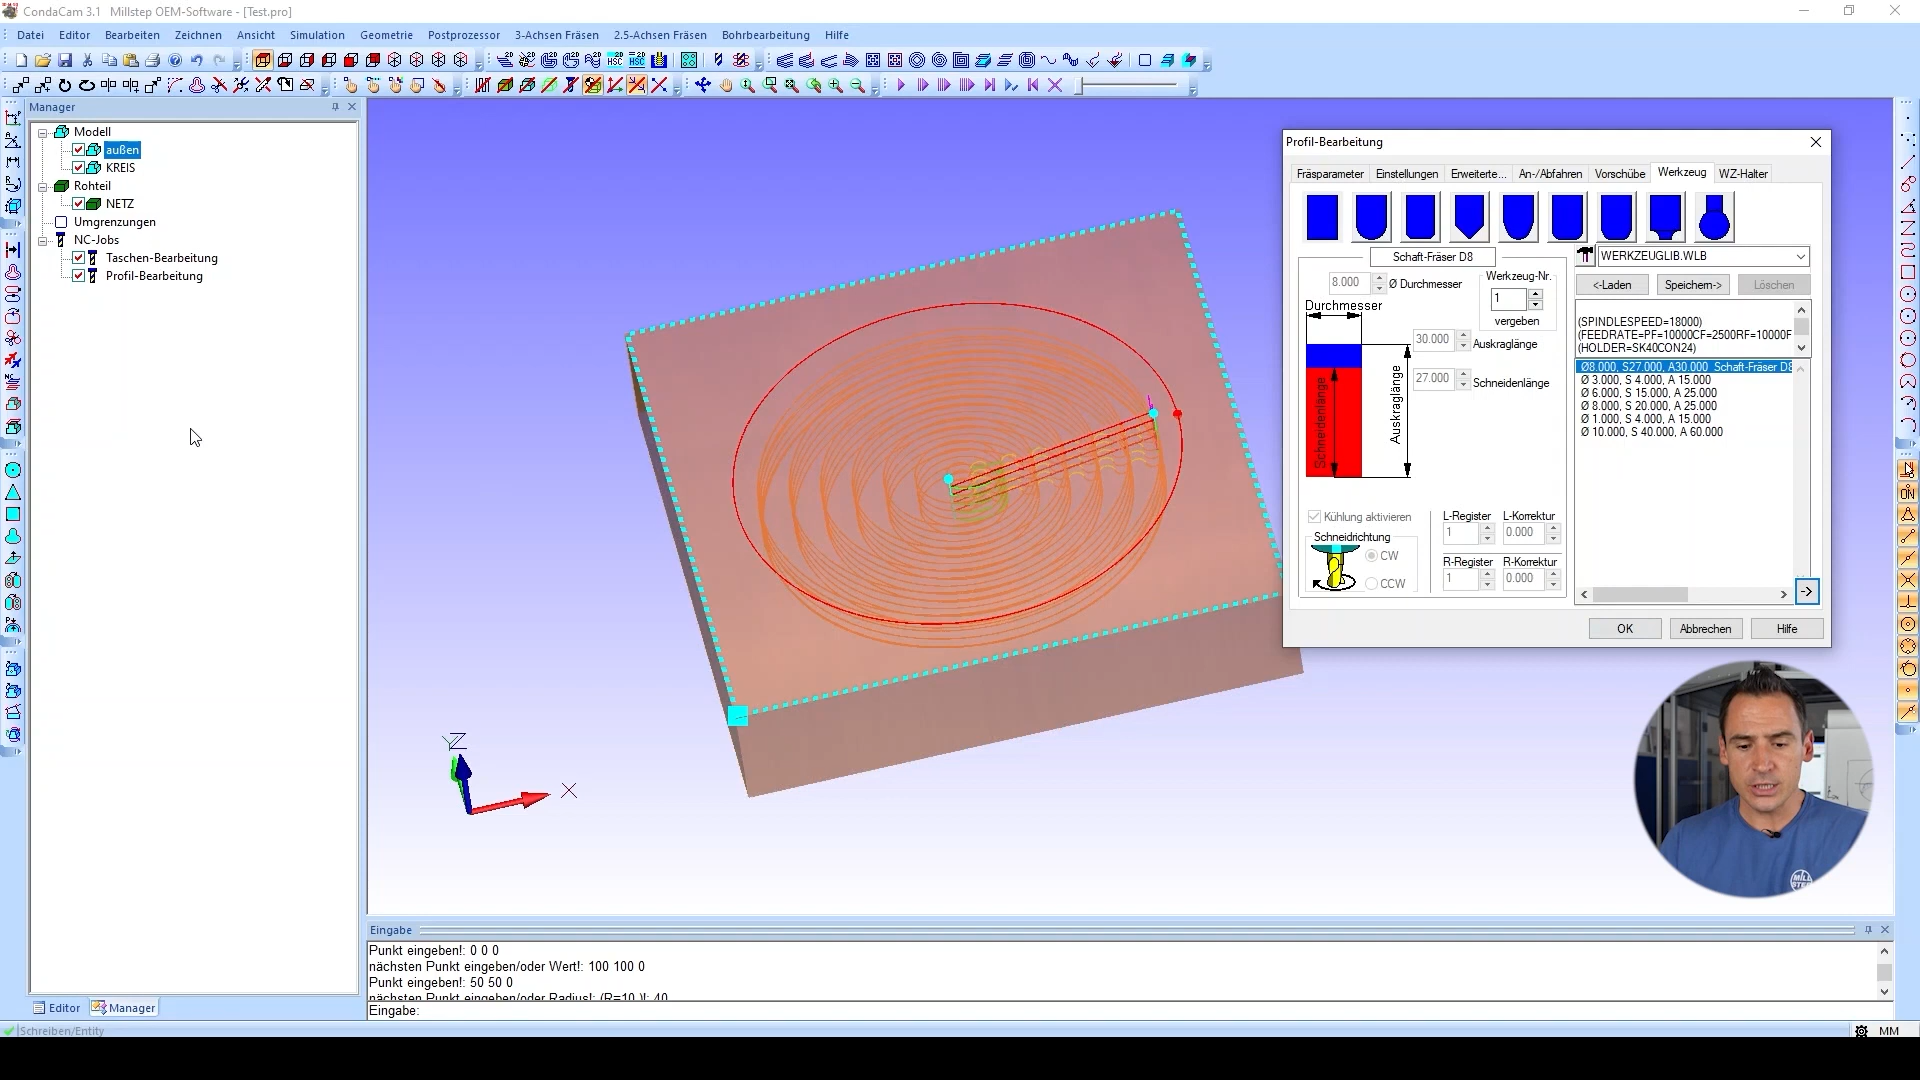 CondaCam 3.1 Millstep OEM-Software - [Test.pro]
Datei Editor Bearbeiten Zeichnen Ansicht Simulation Geometrie Postprozessor 3-Achsen Fräsen 2.5-Achsen Fräsen Bohrbearbeitung Hilfe
Manager
Modell
außen
KREIS
Rohteil
NETZ
Umgrenzungen
NC-Jobs
Taschen-Bearbeitung
Profil-Bearbeitung
Editor Manager
Z
Y
X
Profil-Bearbeitung
Fräsparameter Einstellungen Erweiterte... An-/Abfahren Vorschübe Werkzeug WZ-Halter
Schaft-Fräser D8
8.000 Ø Durchmesser
Werkzeug-Nr.
1
vergeben
Durchmesser
30.000 Auskraglänge
27.000 Schneidenlänge
Schneidenlänge
Auskraglänge
Kühlung aktivieren
Schneidrichtung
CW
CCW
L-Register L-Korrektur
1 0.000
R-Register R-Korrektur
1 0.000
WERKZEUGLIB.WLB
<-Laden Speichern-> Löschen
(SPINDLESPEED=18000)
(FEEDRATE=PF=10000CF=2500RF=10000F
(HOLDER=SK40CON24)
Ø8.000, S27.000, A30.000 Schaft-Fräser D8
Ø 3.000, S 4.000, A 15.000
Ø 6.000, S 15.000, A 25.000
Ø 8.000, S 20.000, A 25.000
Ø 1.000, S 4.000, A 15.000
Ø 10.000, S 40.000, A 60.000
->
OK Abbrechen Hilfe
Eingabe
Punkt eingeben!: 0 0 0
nächsten Punkt eingeben/oder Wert!: 100 100 0
Punkt eingeben!: 50 50 0
nächsten Punkt eingeben/oder Radius!: (R=10 )!: 40
Eingabe:
Schreiben/Entity
MM